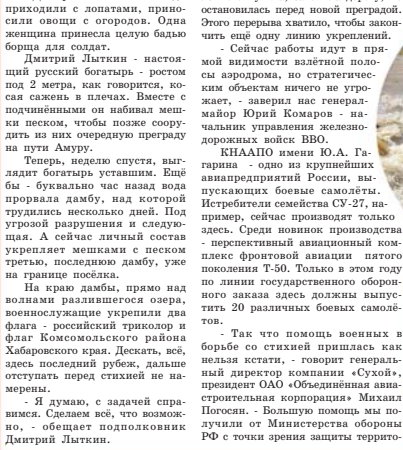 приходили с лопатами, прино-
сили овощи с огородов. Одна
женщина принесла целую бадью
борща для солдат.
Дмитрий Лыткин - настоя-
щий русский богатырь - ростом
под 2 метра, как говорится, ко-
сая сажень в плечах. Вместе с
подчинёнными он набивал меш-
ки песком, чтобы позже соору-
дить из них очередную преграду
на пути Амуру.
Теперь, неделю спустя, выг-
лядит богатырь уставшим. Ещё
бы - буквально час назад вода
прорвала дамбу, над которой
трудились несколько дней. Под
угрозой разрушения и следую-
щая. А сейчас личный состав
укрепляет мешками с песком
третью, последнюю дамбу, уже
на границе посёлка.
На краю дамбы, прямо над
волнами разлившегося озера,
военнослужащие укрепили два
флага - российский триколор и
флаг Комсомольского района
Хабаровского края. Дескать, всё,
здесь последний рубеж, дальше
отступать перед стихией не на-
мерены.
- Я думаю, с задачей спра-
вимся. Сделаем всё, что возмож-
но, - обещает подполковник
Дмитрий Лыткин.
остановилась перед новой преградой.
Этого перерыва хватило, чтобы закон-
чить ещё одну линию укреплений.
- Сейчас работы идут в пря-
мой видимости взлётной поло-
сы аэродрома, но стратегичес-
ким объектам ничего не угро-
жает, - заверил нас генерал-
майор Юрий Комаров - на-
чальник управления железно-
дорожных войск ВВО.
КНААПО имени Ю.А. Га-
гарина - одно из крупнейших
авиапредприятий России, вы-
пускающих боевые самолёты.
Истребители семейства СУ-27, на-
пример, сейчас производят только
здесь. Среди новинок производства
- перспективный авиационный ком-
плекс фронтовой авиации пятого
поколения Т-50. Только в этом году
по линии государственного оборон-
ного заказа здесь должны выпус-
тить 20 различных боевых самолё-
тов.
- Так что помощь военных в
борьбе со стихией пришлась как
нельзя кстати, - говорит генераль-
ный директор компании «Сухой»,
президент ОАО «Объединённая авиа-
строительная корпорация» Михаил
Погосян. - Большую помощь мы по-
лучили от Министерства обороны
РФ с точки зрения защиты террито-